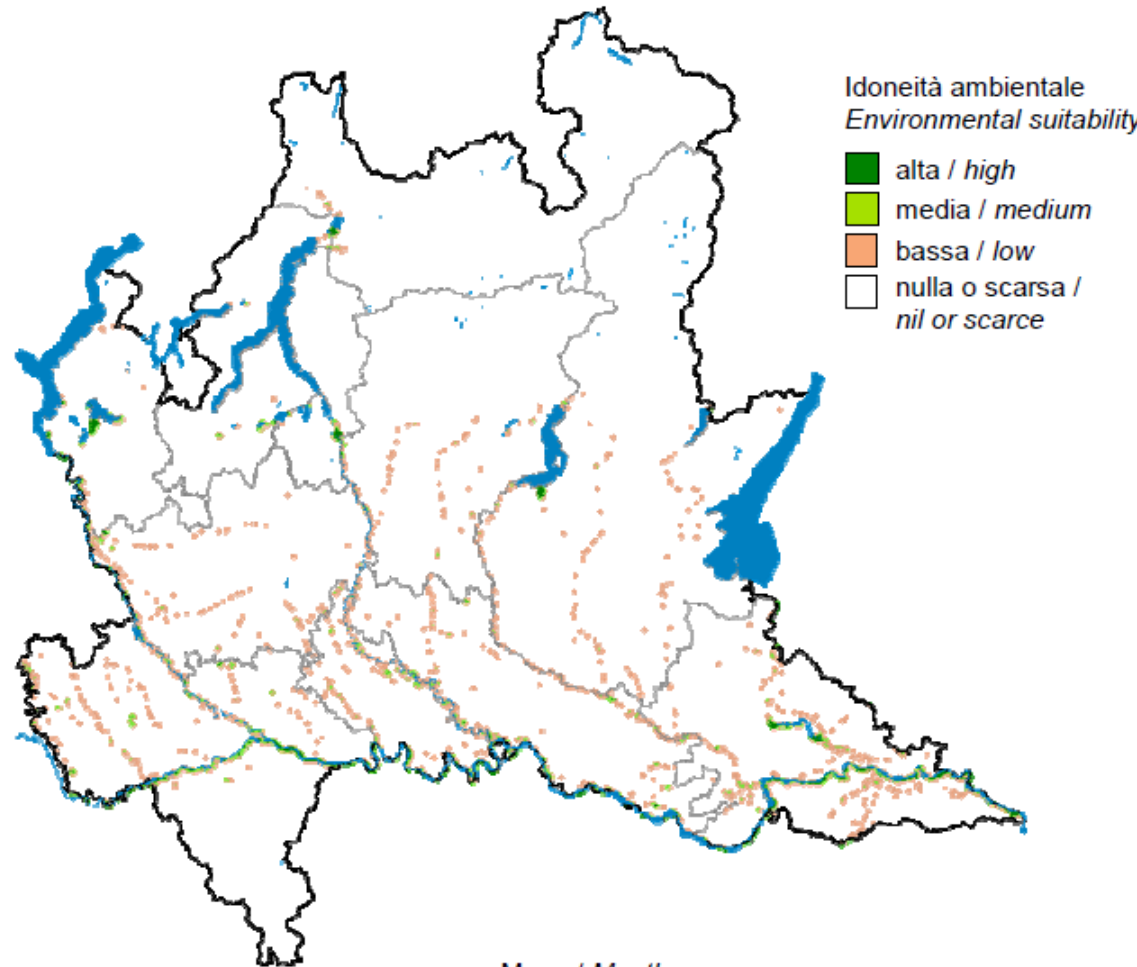 Idoneità ambientale
Environmental suitability
alta / high
media / medium
bassa / low
nulla o scarsa /
nil or scarce